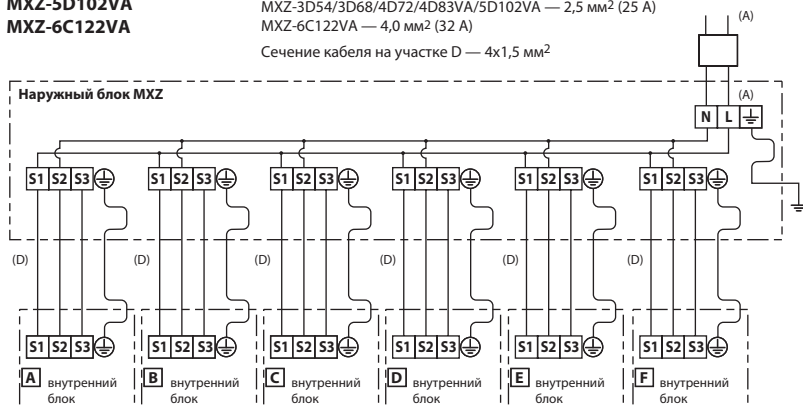 MXZ-5D102VA
MXZ-6C122VA
MXZ-3D54/3D68/4D72/4D83VA/5D102VA — 2,5 мм² (25 А)
MXZ-6C122VA — 4,0 мм² (32 А)
Сечение кабеля на участке D — 4x1,5 мм²
(A)
Наружный блок MXZ
(A)
N L
S1 S2 S3 S1 S2 S3 S1 S2 S3 S1 S2 S3 S1 S2 S3 S1 S2 S3
(D) (D) (D) (D) (D) (D)
S1 S2 S3 S1 S2 S3 S1 S2 S3 S1 S2 S3 S1 S2 S3 S1 S2 S3
A внутренний B внутренний C внутренний D внутренний E внутренний F внутренний
блок блок блок блок блок блок